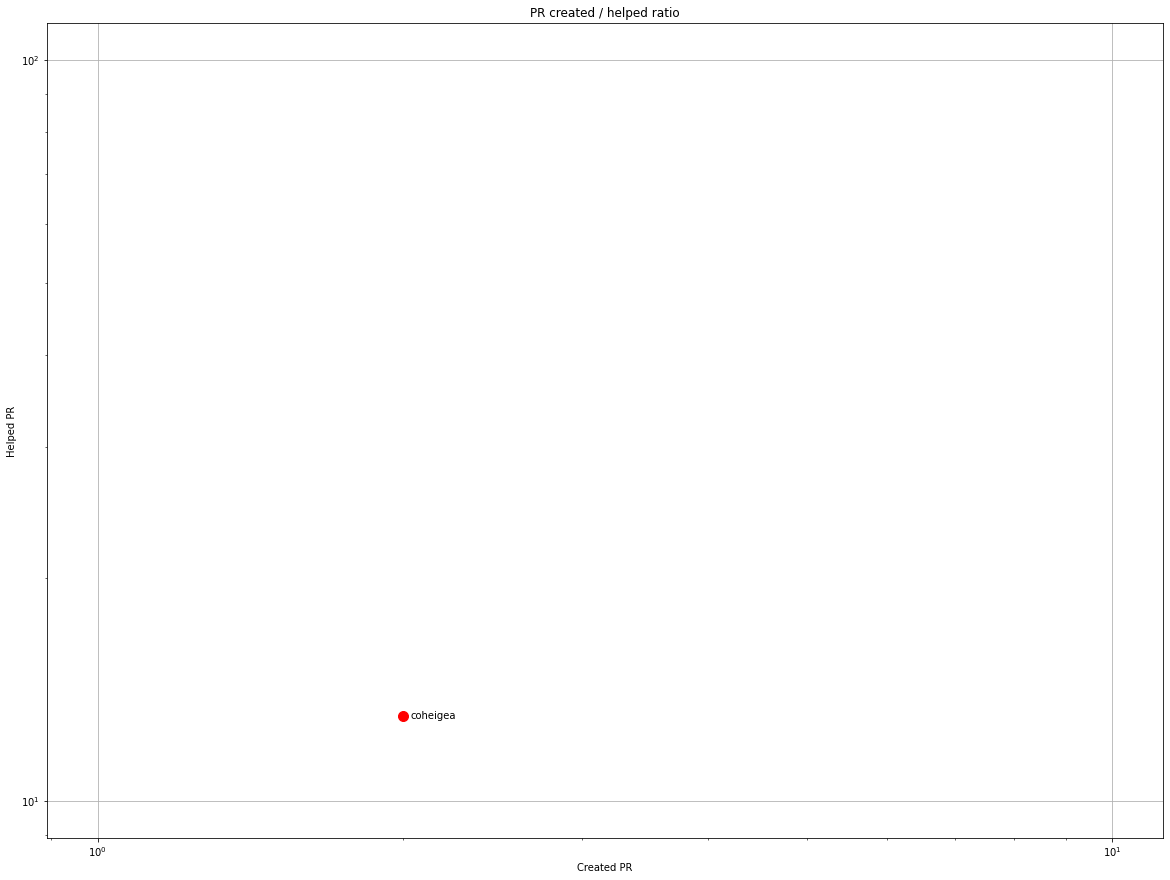 PR created / helped ratio
10²
Helped PR
coheigea
10¹
10⁰
10¹
Created PR